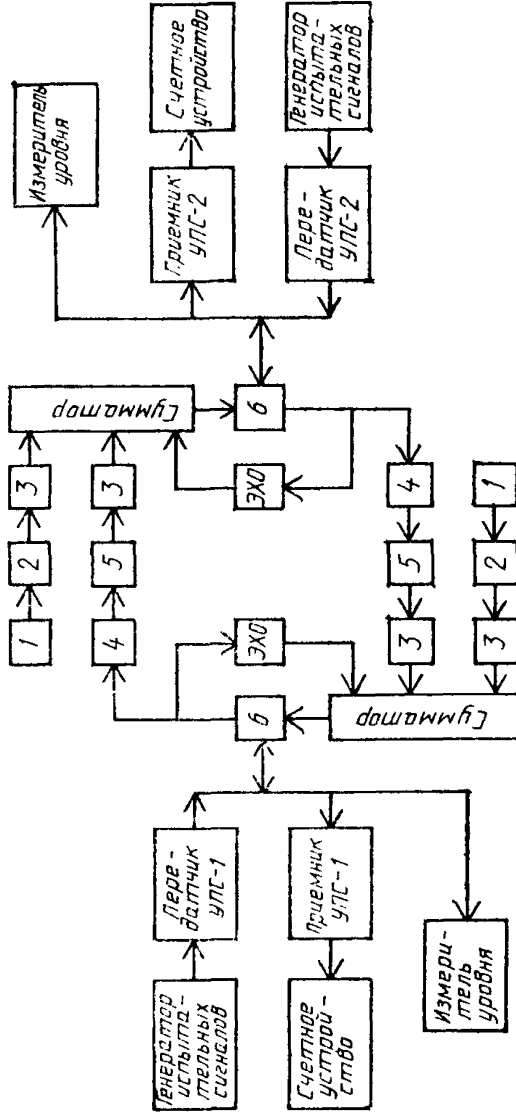 1
2
3
Сумматор
Измеритель
уровня
4
5
3
Генератор
испыта-
тельных
сигналов
Пере-
датчик
УПС-1
Приемник
УПС-2
Счетное
устройство
6
ЭХО
ЭХО
6
Счетное
устрой-
ство
Приемник
УПС-1
Пере-
датчик
УПС-2
Генератор
испыта-
тельных
сигналов
Сумматор
3
5
4
Измери-
тель
уровня
3
2
1